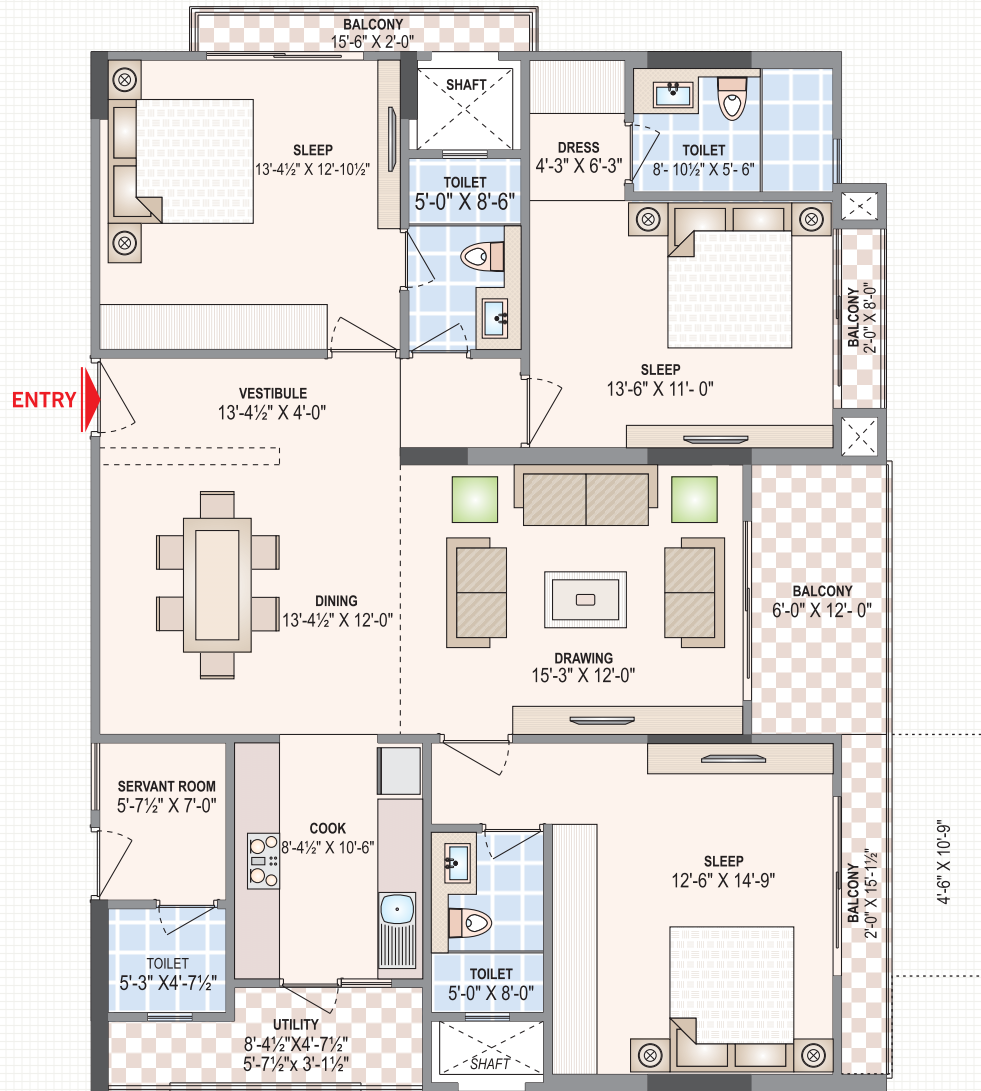 BALCONY
15'-6" X 2'-0"
SHAFT
SLEEP
13'-4½" X 12'-10½"
DRESS
4'-3" X 6'-3"
TOILET
8'- 10½" X 5'- 6"
TOILET
5'-0" X 8'-6"
BALCONY
2'-0" X 8'-0"
SLEEP
13'-6" X 11'- 0"
ENTRY
VESTIBULE
13'-4½" X 4'-0"
BALCONY
6'-0" X 12'- 0"
DINING
13'-4½" X 12'-0"
DRAWING
15'-3" X 12'-0"
SERVANT ROOM
5'-7½" X 7'-0"
COOK
8'-4½" X 10'-6"
SLEEP
12'-6" X 14'-9"
BALCONY
2'-0" X 15'-1½"
4'-6" X 10'-9"
TOILET
5'-3" X4'-7½"
TOILET
5'-0" X 8'-0"
UTILITY
8'-4½"X4'-7½"
5'-7½"x 3'-1½"
SHAFT